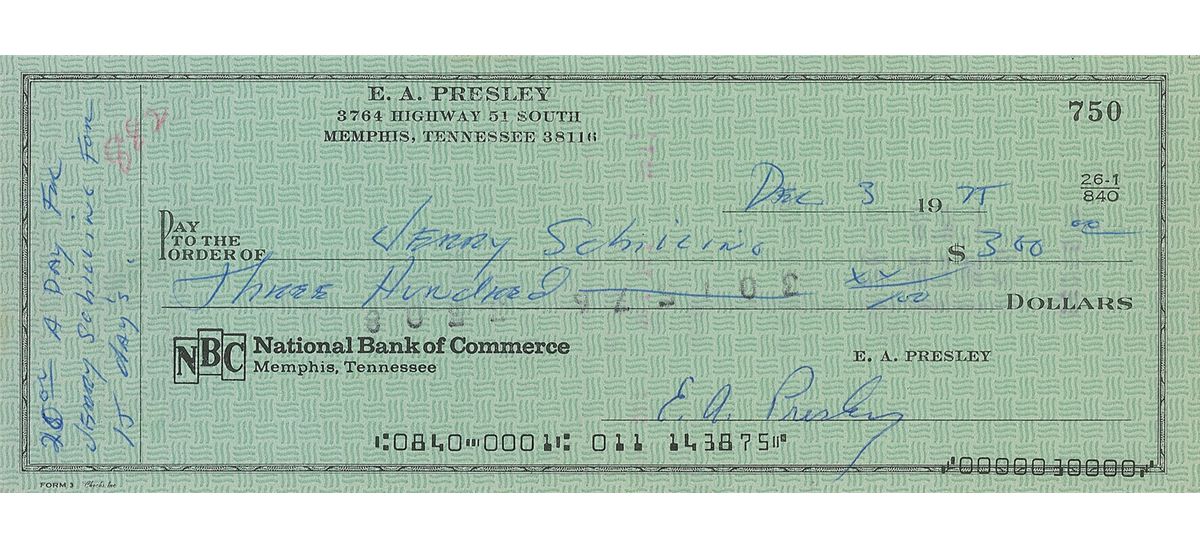 E. A. PRESLEY
3764 HIGHWAY 51 SOUTH
MEMPHIS, TENNESSEE 38116
750
26-1
840
Dec 3 1975
PAY TO THE ORDER OF Jerry Schilling $ 300 00
Three Hundred xx/100 DOLLARS
NBC National Bank of Commerce
Memphis, Tennessee
E. A. PRESLEY
E. A. Presley
⑆0840⑉0001⑆ 011 143875⑈
⑇0000030000⑇
FORM 3
20 00 A DAY FOR
JERRY SCHILLING FOR
15 DAY'S.